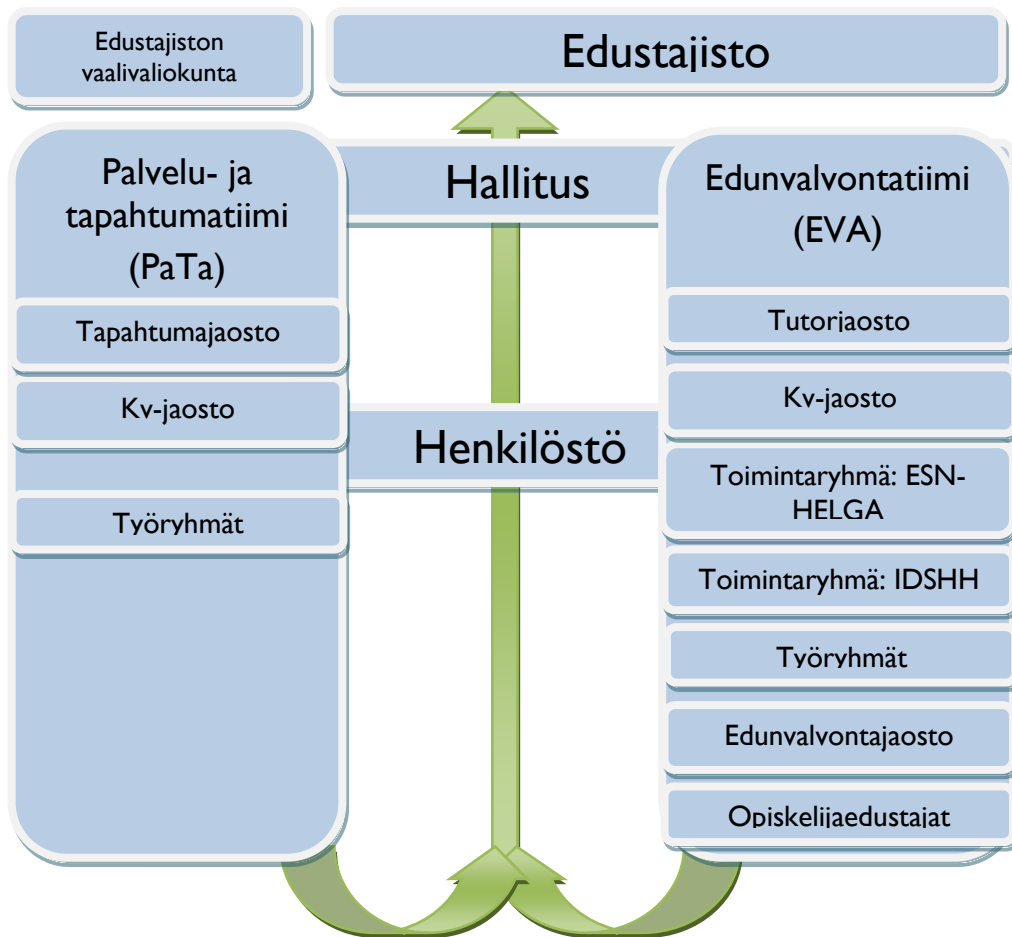 Edustajiston
vaalivaliokunta
Edustajisto
Palvelu- ja
tapahtumatiimi
(PaTa)
Hallitus
Edunvalvontatiimi
(EVA)
Tapahtumajaosto
Kv-jaosto
Työryhmät
Henkilöstö
Tutorjaosto
Kv-jaosto
Toimintaryhmä: ESN-
HELGA
Toimintaryhmä: IDSHH
Työryhmät
Edunvalvontajaosto
Opiskelijaedustajat